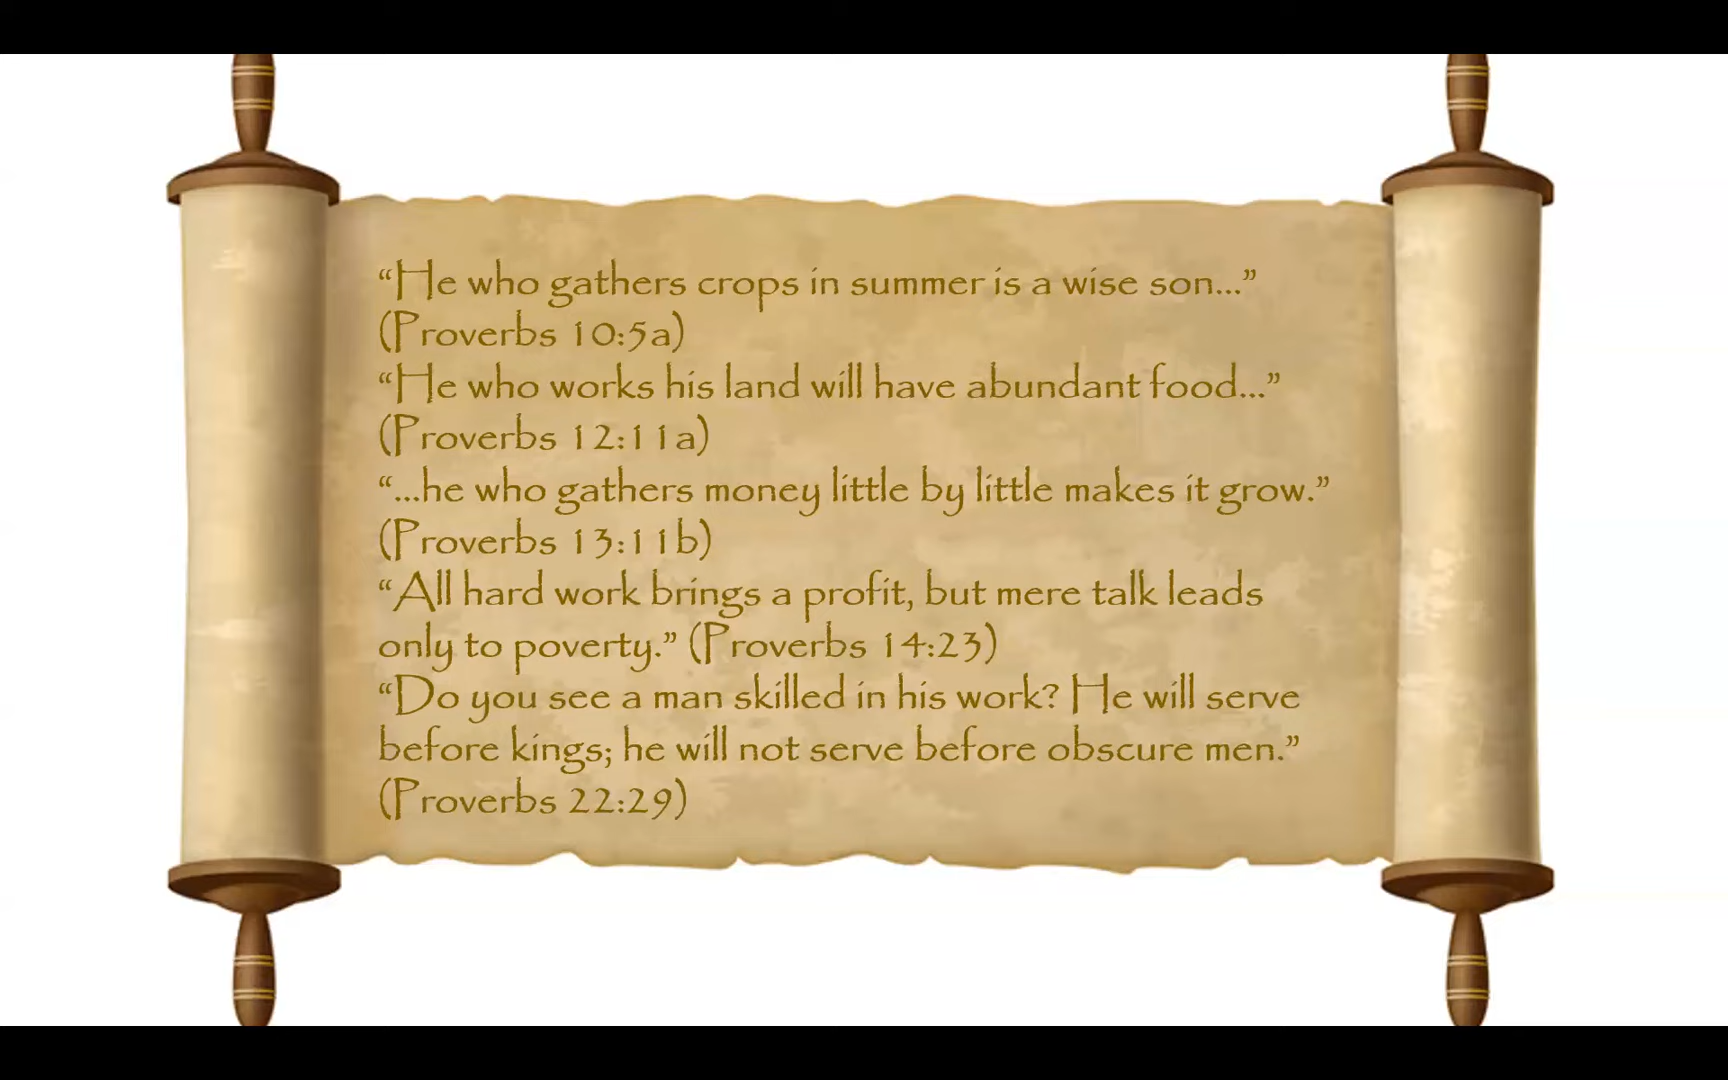 “He who gathers crops in summer is a wise son...”
(Proverbs 10:5a)
“He who works his land will have abundant food...”
(Proverbs 12:11a)
“...he who gathers money little by little makes it grow.”
(Proverbs 13:11b)
“All hard work brings a profit, but mere talk leads
only to poverty.” (Proverbs 14:23)
“Do you see a man skilled in his work? He will serve
before kings; he will not serve before obscure men.”
(Proverbs 22:29)